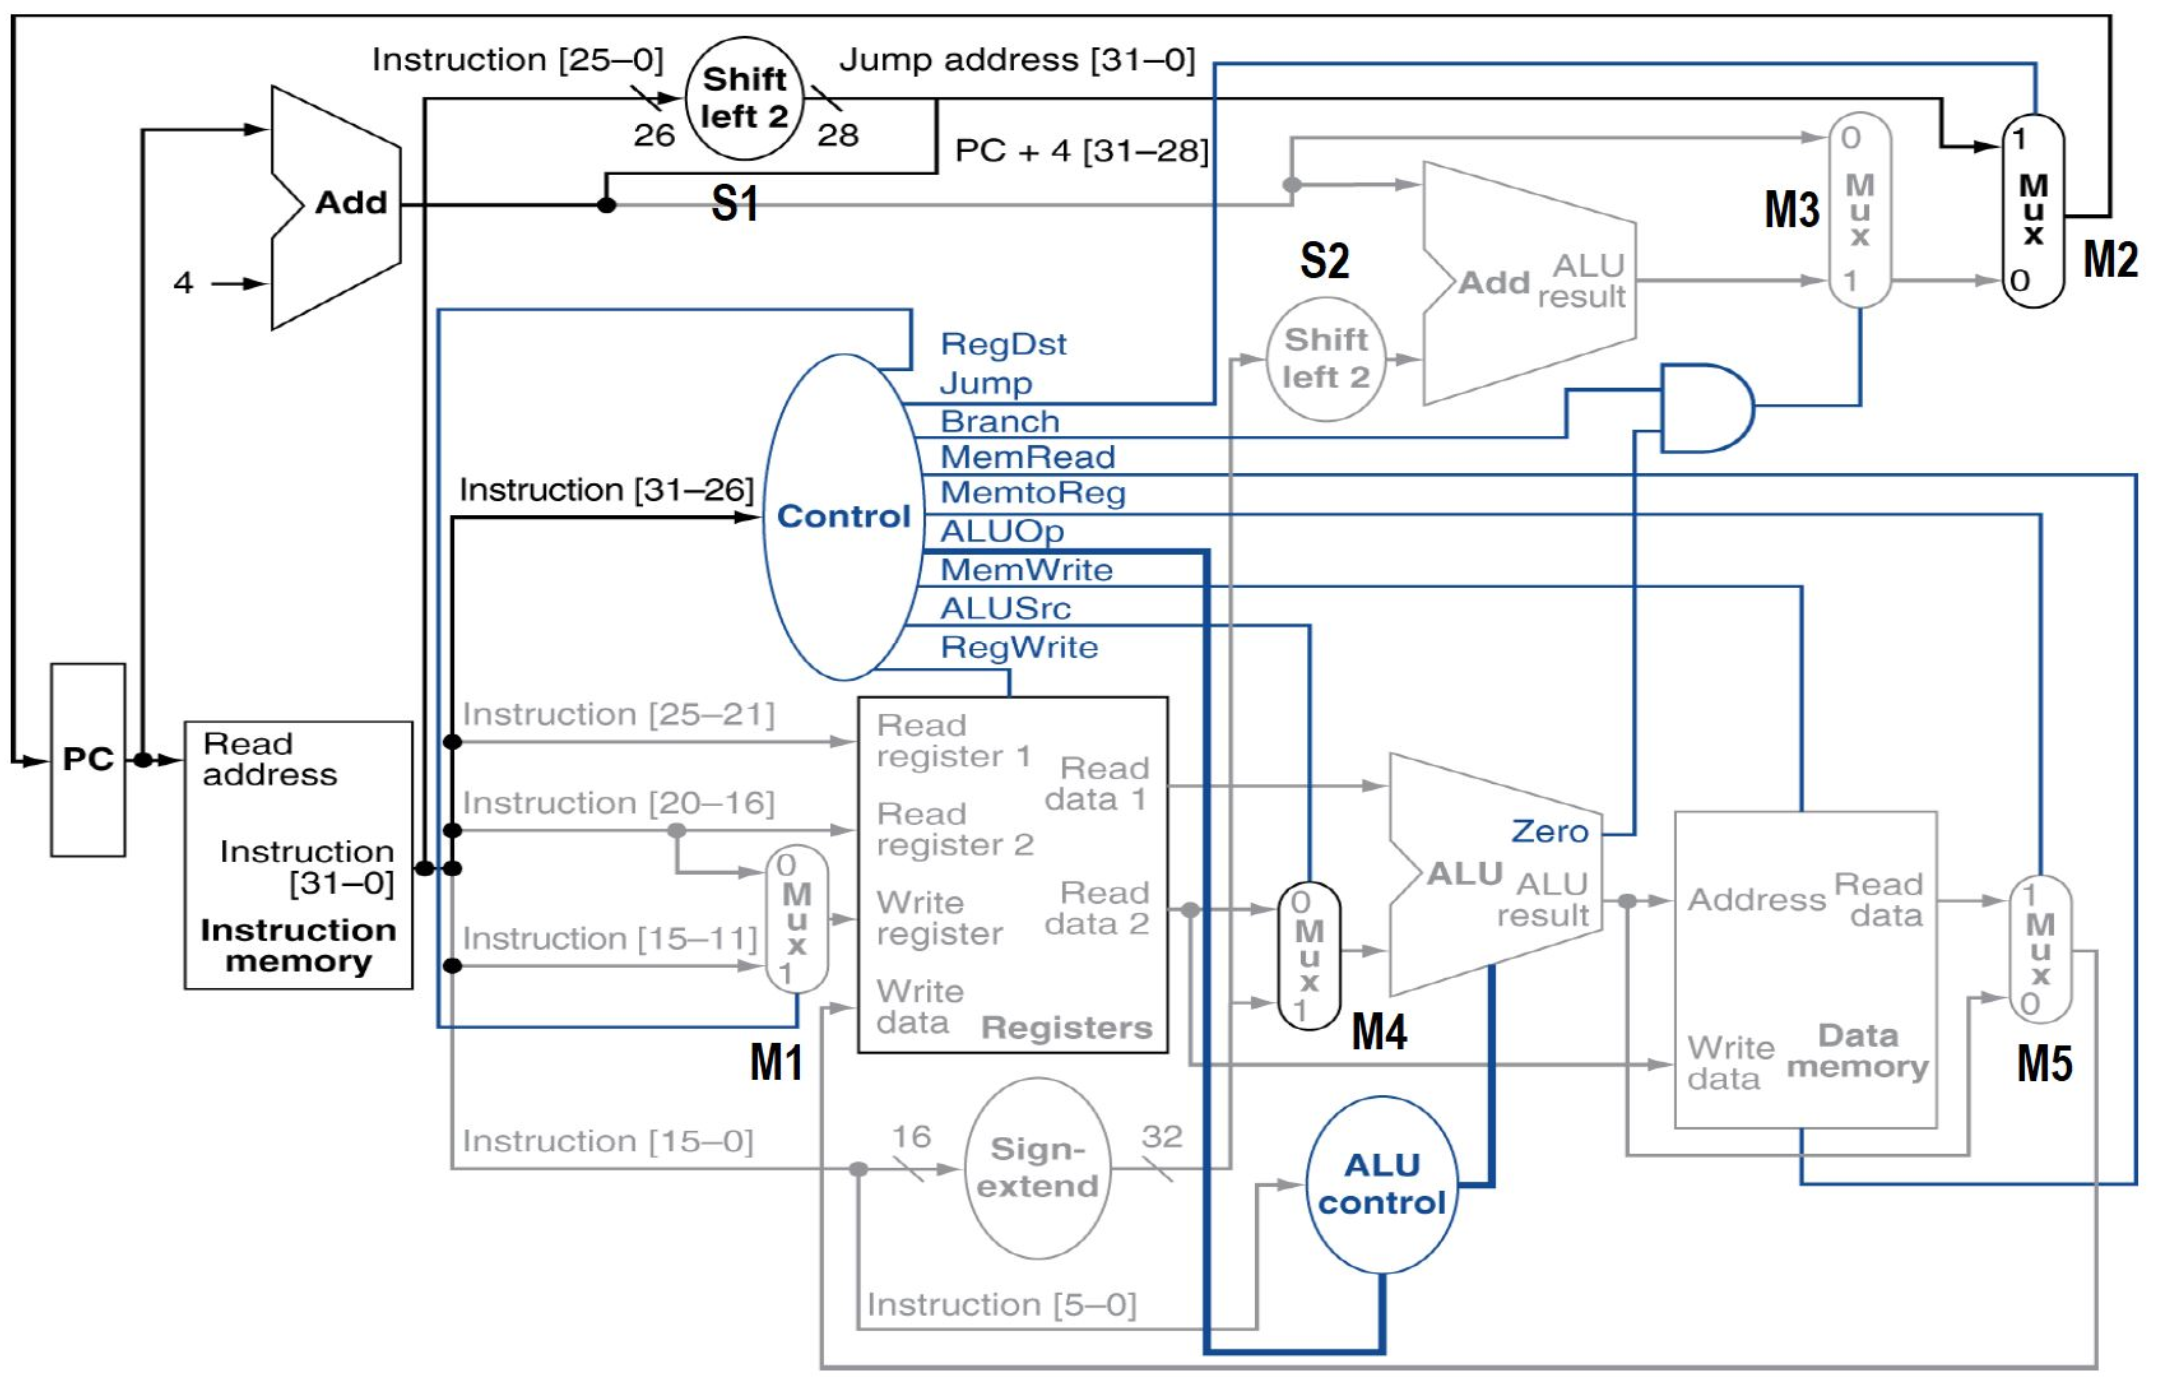 Instruction [25–0]
Shift
left 2
Jump address [31–0]
26
28
PC + 4 [31–28]
S1
Add
4
0
M
u
x
1
M3
1
M
u
x
0
M2
S2
Shift
left 2
Add
ALU
result
RegDst
Jump
Branch
MemRead
MemtoReg
ALUOp
MemWrite
ALUSrc
RegWrite
Instruction [31–26]
Control
PC
Read
address
Instruction
[31–0]
Instruction
memory
Instruction [25–21]
Instruction [20–16]
Instruction [15–11]
0
M
u
x
1
M1
Read
register 1
Read
register 2
Write
register
Write
data
Read
data 1
Read
data 2
Registers
0
M
u
x
1
M4
Zero
ALU
ALU
result
Address
Read
data
Write
data
Data
memory
1
M
u
x
0
M5
Instruction [15–0]
16
Sign-
extend
32
ALU
control
Instruction [5–0]